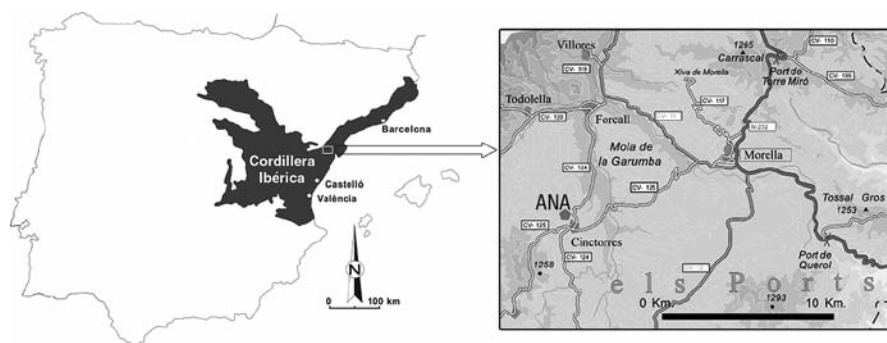 Barcelona
Cordillera
Ibérica
Castelló
València
N
0 100 km
1265
Carrascal
CV- 110
Villores
Port de
Torre Miró
CV- 119
Xiva de Morella
CV- 105
CV- 117
Todolella
CV- 120
Forcall
N-232
Mola de
la Garumba
Morella
CV- 124
CV- 125
ANA
Tossal Gros
1253
CV- 125
Cinctorres
CV- 124
1258
Port de
Querol
els Ports
0 Km.
1293
10 Km.